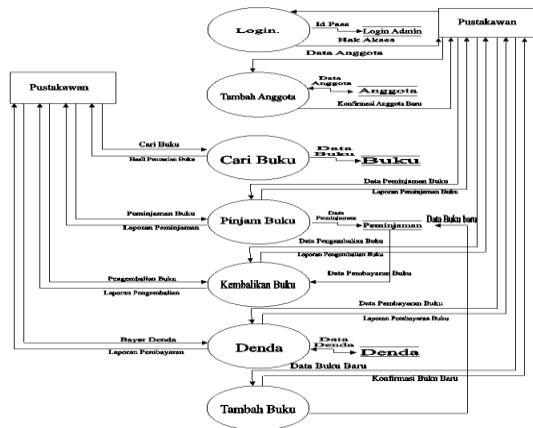 Pustakawan
Id Pass
Login.
Login Admin
Hak Akses
Data Anggota
Pustakawan
Data
Anggota
Tambah Anggota
Anggota
Konfirmasi Anggota Baru
Cari Buku
Data
Buku
Hasil Pencarian Buku
Cari Buku
Buku
Data Peminjaman Buku
Laporan Peminjaman Buku
Peminjaman Buku
Pinjam Buku
Data
Peminjaman
Data Buku baru
Laporan Peminjaman
Peminjaman
Data Pengembalian Buku
Laporan Pengembalian Buku
Pengembalian Buku
Data Pembayaran Buku
Laporan Pengembalian
Kembalikan Buku
Data Pembayaran Buku
Laporan Pembayaran Buku
Bayar Denda
Data
Denda
Laporan Pembayaran
Denda
Denda
Data Buku Baru
Konfirmasi Buku Baru
Tambah Buku